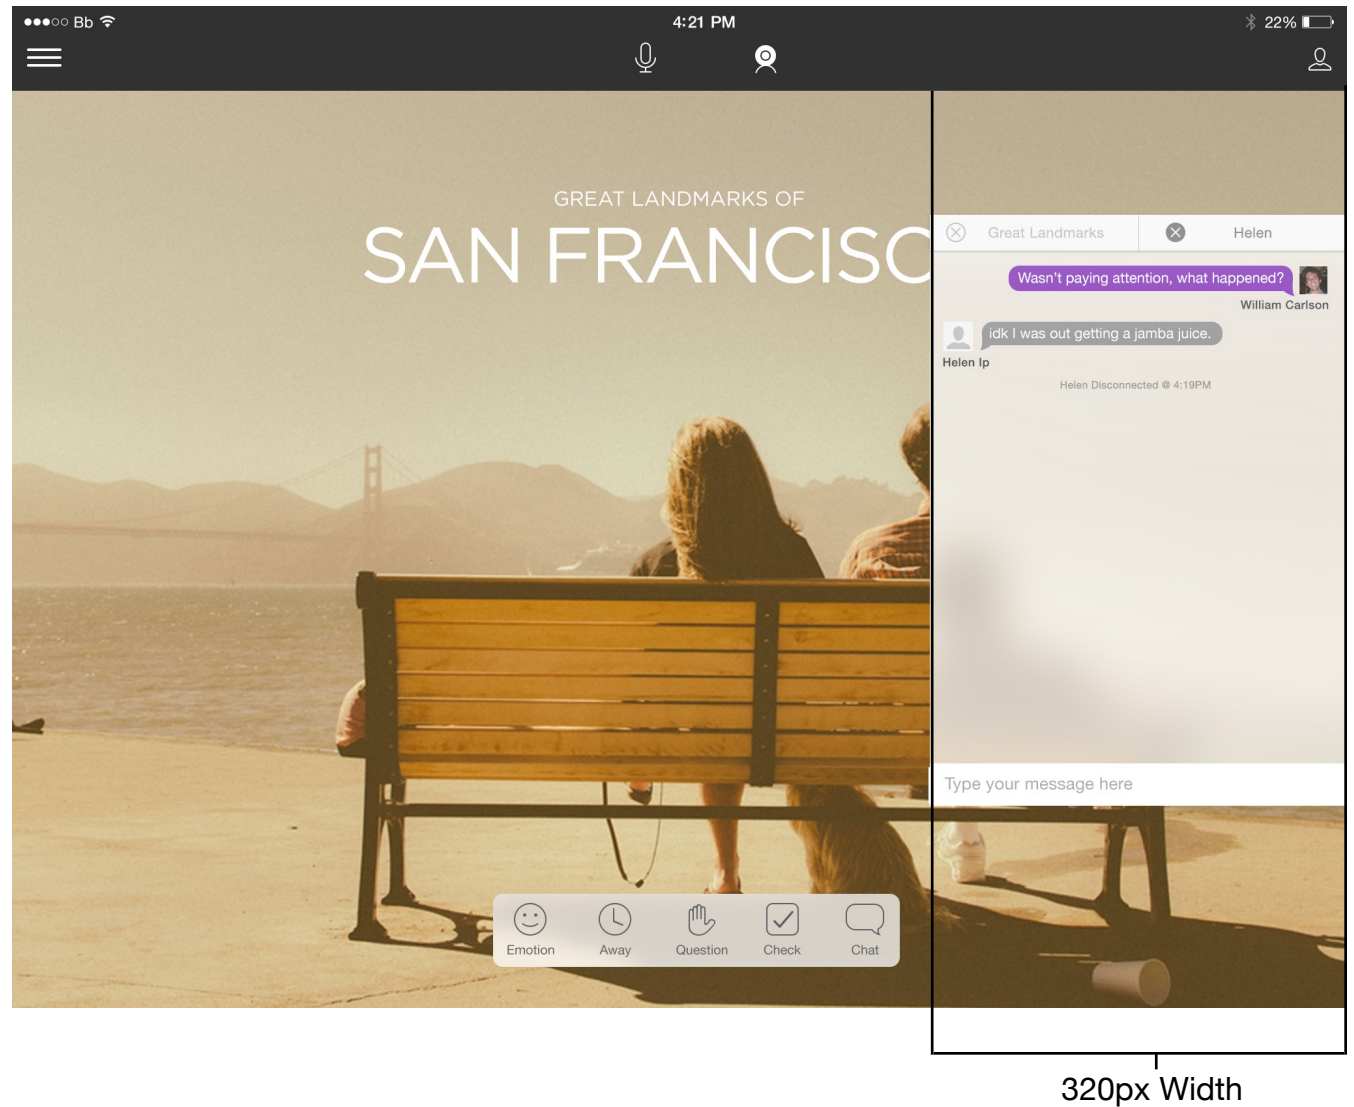 Bb
4:21 PM
22%
GREAT LANDMARKS OF
SAN FRANCISC
Great Landmarks
Helen
Wasn't paying attention, what happened?
William Carlson
idk I was out getting a jamba juice.
Helen Ip
Helen Disconnected @ 4:19PM
Type your message here
Emotion
Away
Question
Check
Chat
320px Width